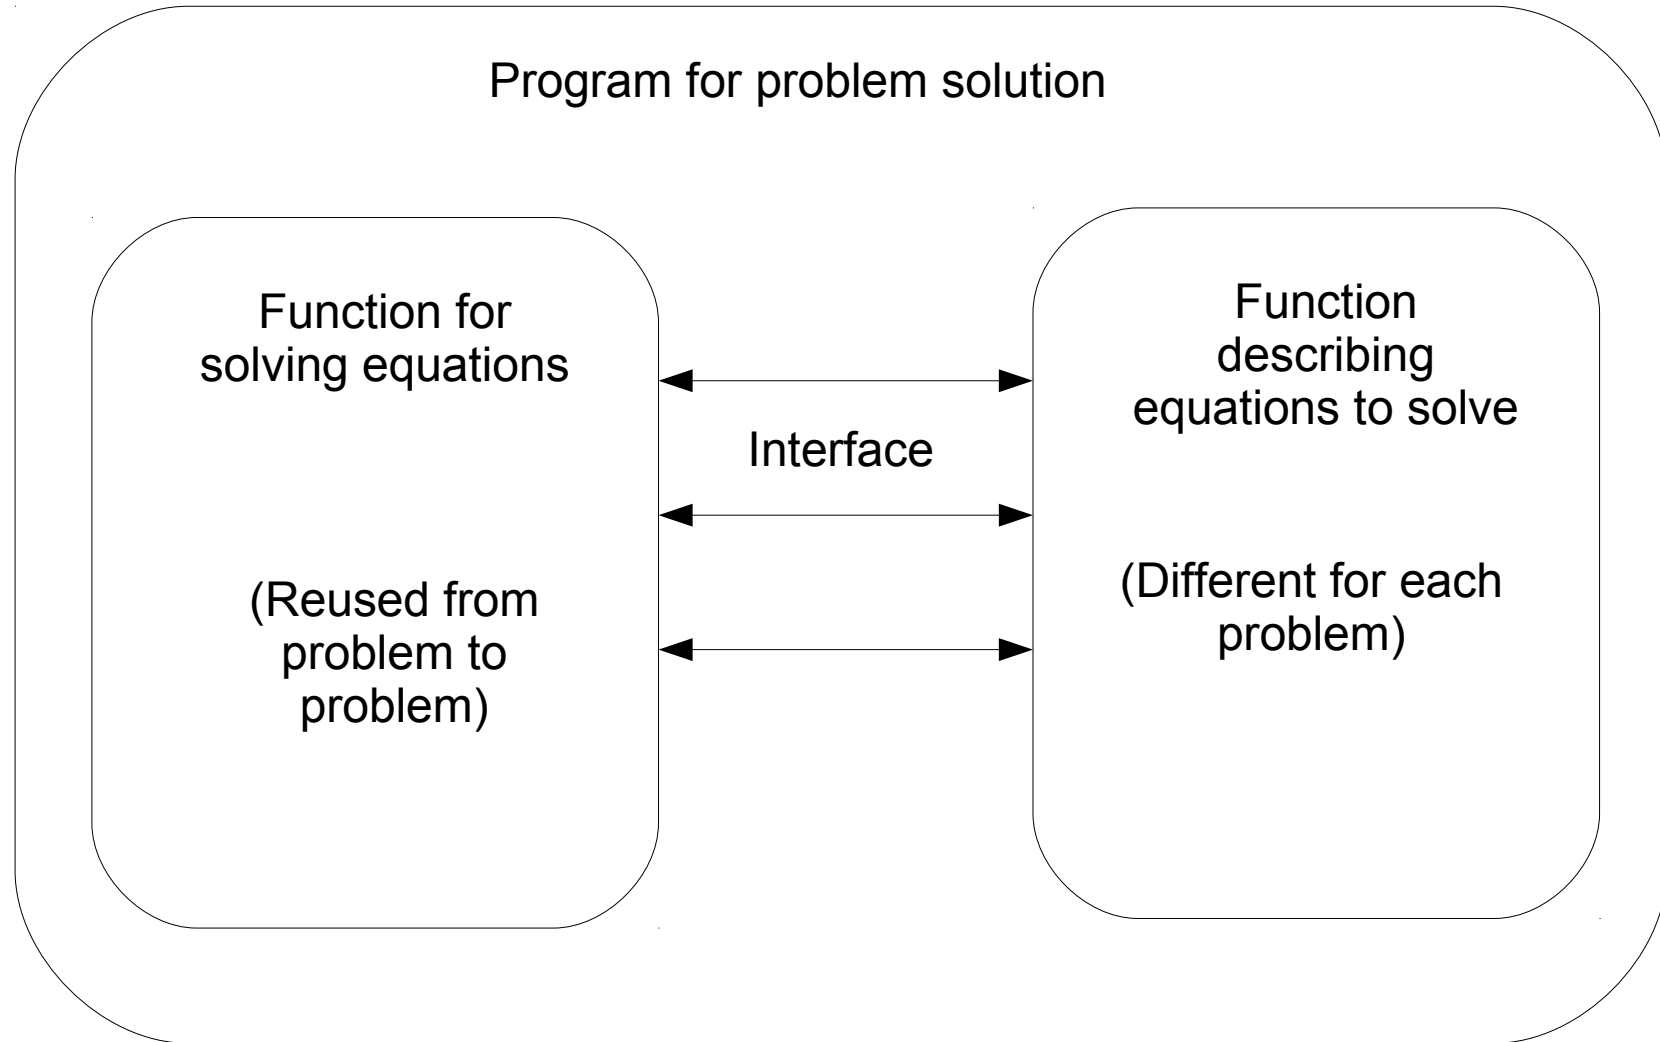 Program for problem solution
Function for
solving equations
(Reused from
problem to
problem)
Interface
Function
describing
equations to solve
(Different for each
problem)